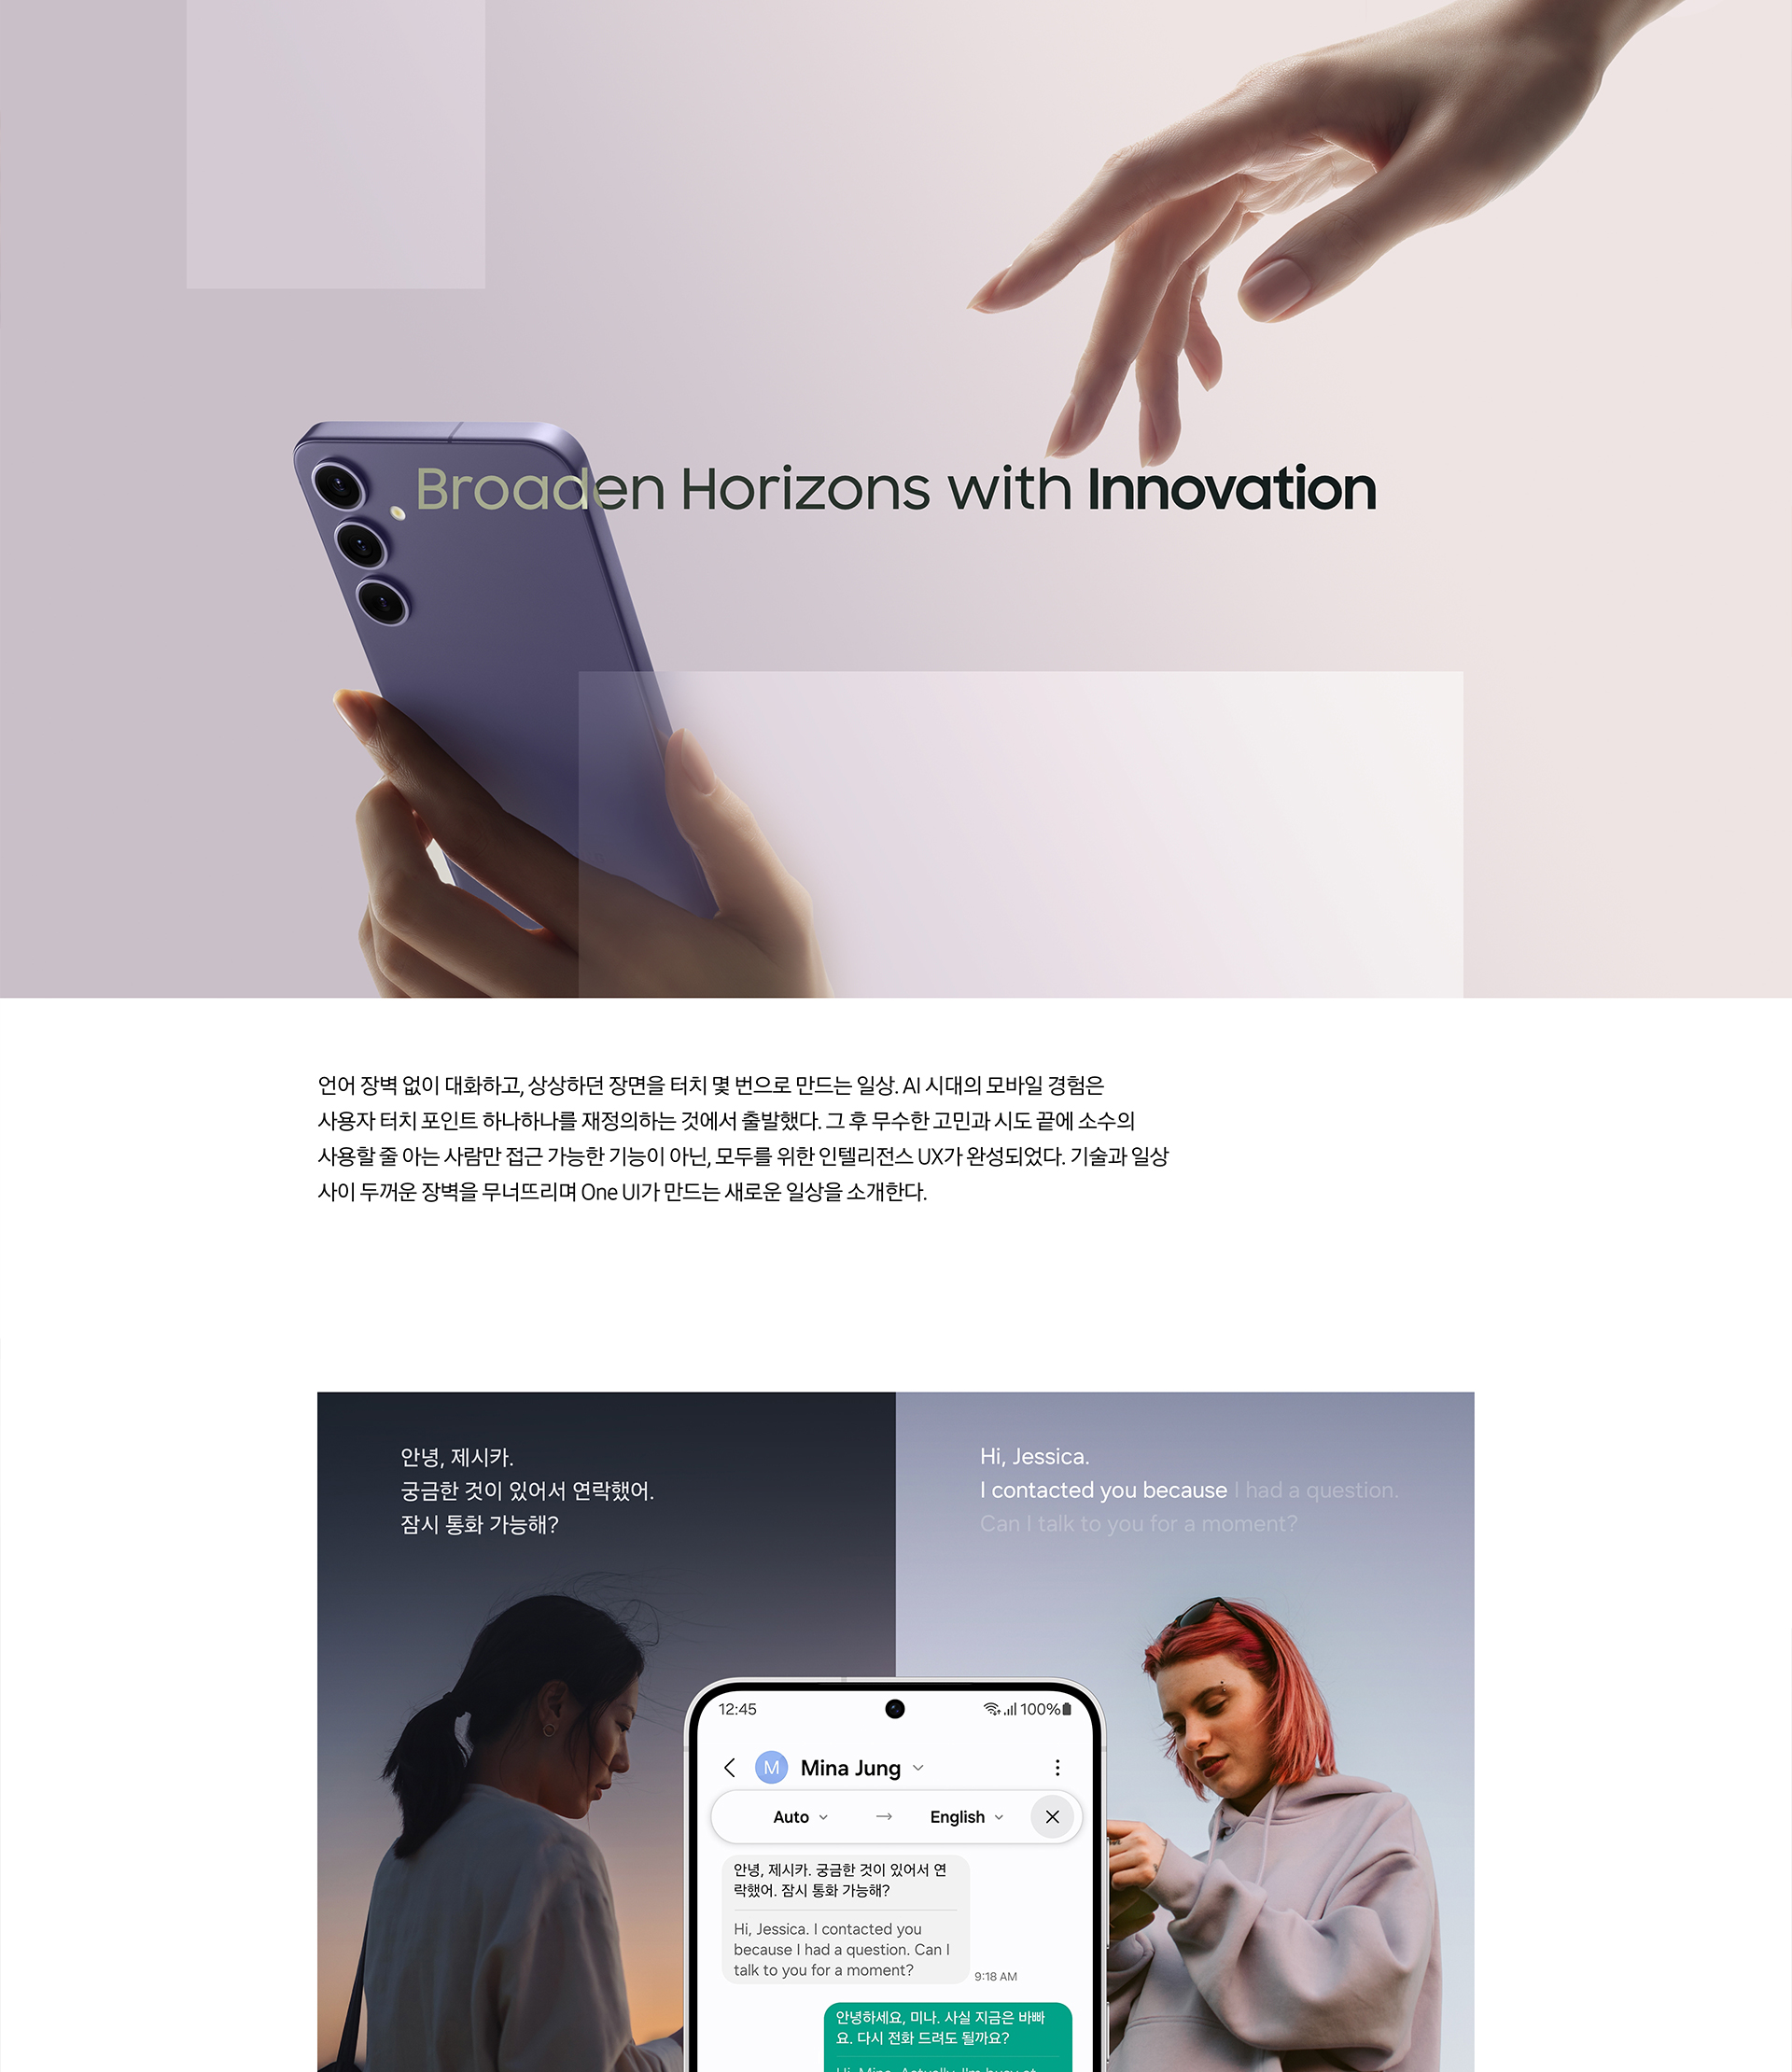 Broaden Horizons with Innovation
언어 장벽 없이 대화하고, 상상하던 장면을 터치 몇 번으로 만드는 일상. AI 시대의 모바일 경험은
사용자 터치 포인트 하나하나를 재정의하는 것에서 출발했다. 그 후 무수한 고민과 시도 끝에 소수의
사용할 줄 아는 사람만 접근 가능한 기능이 아닌, 모두를 위한 인텔리전스 UX가 완성되었다. 기술과 일상
사이 두꺼운 장벽을 무너뜨리며 One UI가 만드는 새로운 일상을 소개한다.
안녕, 제시카.
궁금한 것이 있어서 연락했어.
잠시 통화 가능해?
Hi, Jessica.
I contacted you because I had a question.
Can I talk to you for a moment?
12:45
100%
M
Mina Jung
Auto → English
안녕, 제시카. 궁금한 것이 있어서 연
락했어. 잠시 통화 가능해?
Hi, Jessica. I contacted you
because I had a question. Can I
talk to you for a moment?
9:18 AM
안녕하세요, 미나. 사실 지금은 바빠
요. 다시 전화 드려도 될까요?
Hi, Mina. Actually, I'm busy at